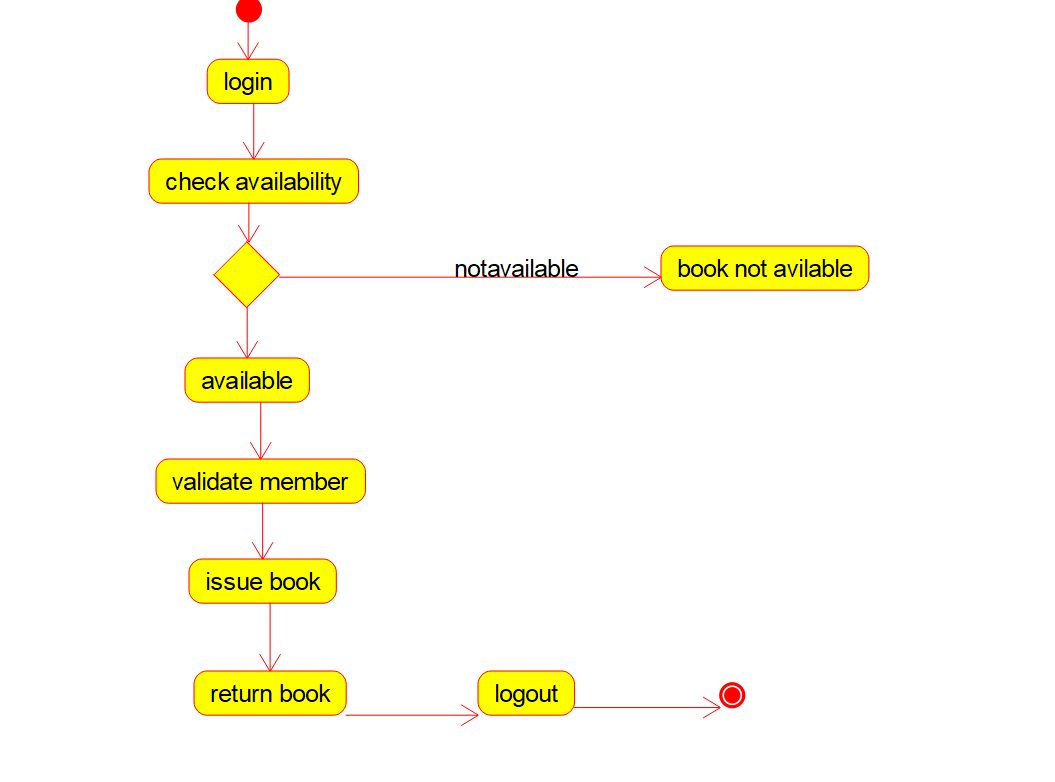 login
check availability
notavailable
book not avilable
available
validate member
issue book
return book
logout